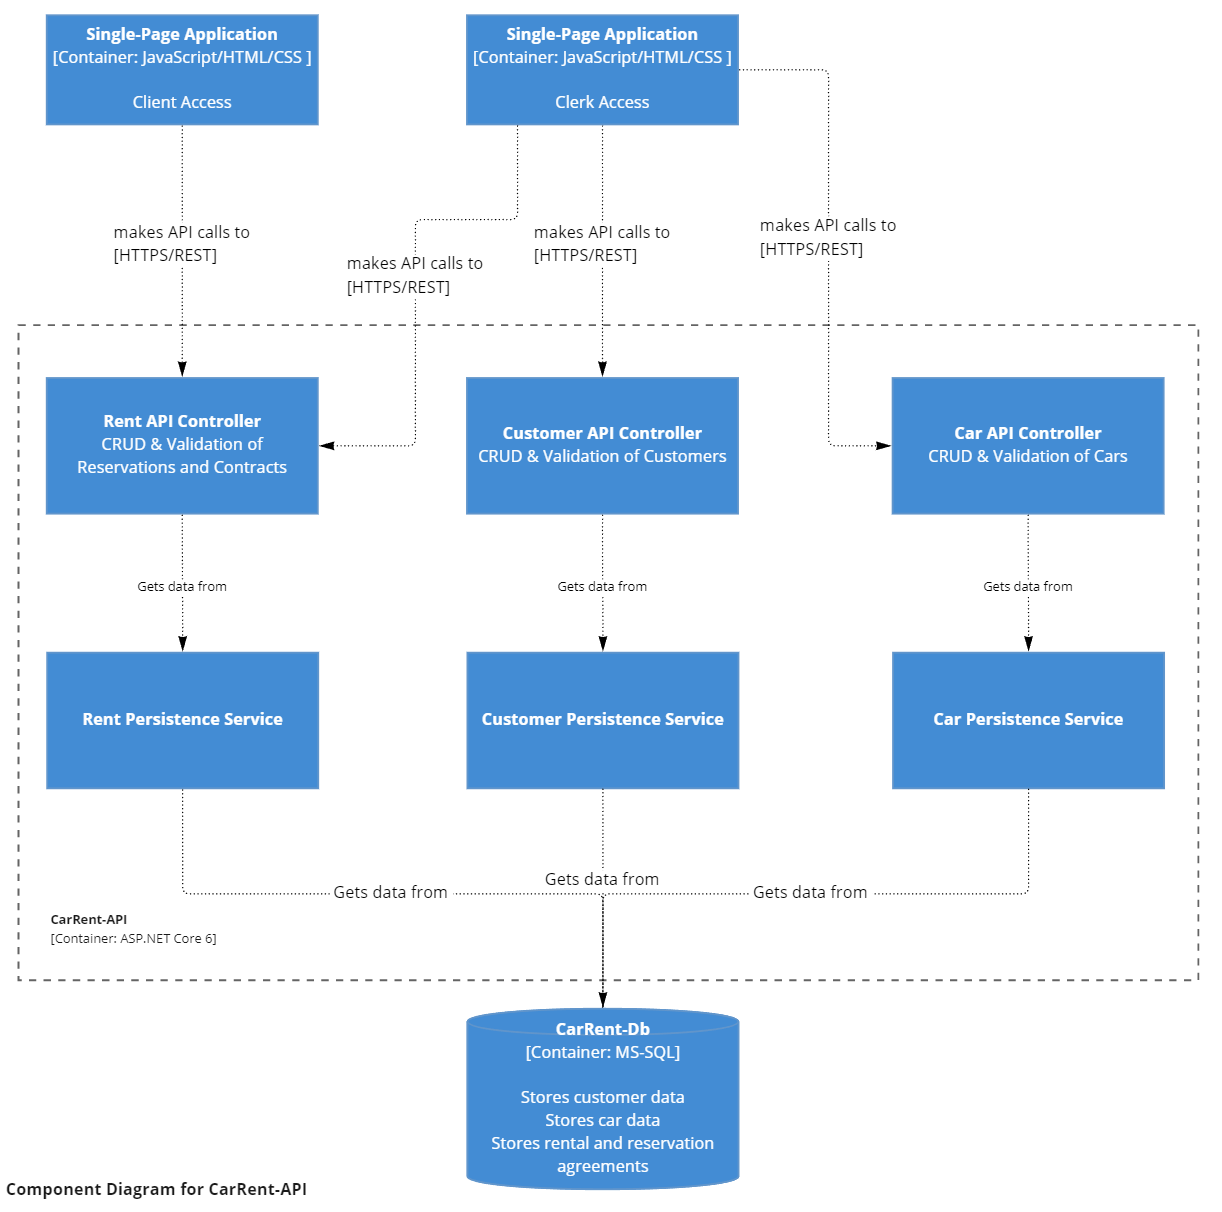 Single-Page Application
[Container: JavaScript/HTML/CSS ]
Client Access
Single-Page Application
[Container: JavaScript/HTML/CSS ]
Clerk Access
makes API calls to
[HTTPS/REST]
makes API calls to
[HTTPS/REST]
makes API calls to
[HTTPS/REST]
makes API calls to
[HTTPS/REST]
Rent API Controller
CRUD & Validation of
Reservations and Contracts
Customer API Controller
CRUD & Validation of Customers
Car API Controller
CRUD & Validation of Cars
Gets data from
Gets data from
Gets data from
Rent Persistence Service
Customer Persistence Service
Car Persistence Service
Gets data from
Gets data from
Gets data from
CarRent-API
[Container: ASP.NET Core 6]
CarRent-Db
[Container: MS-SQL]
Stores customer data
Stores car data
Stores rental and reservation
agreements
Component Diagram for CarRent-API